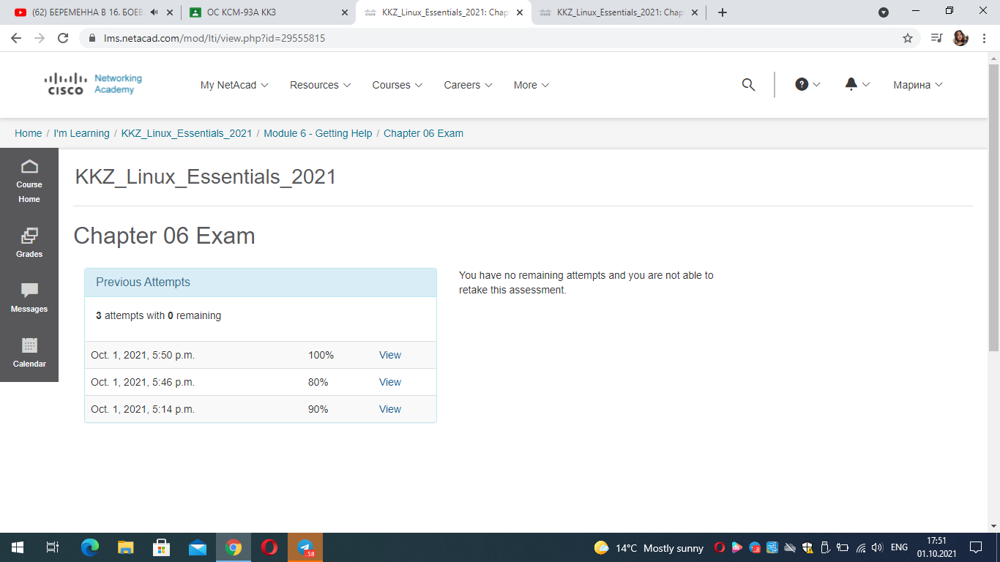 (62) БЕРЕМЕННА В 16. БОЕВ
ОС КСМ-93А ККЗ
KKZ_Linux_Essentials_2021: Chap
KKZ_Linux_Essentials_2021: Chap
lms.netacad.com/mod/lti/view.php?id=29555815
CISCO Networking Academy
My NetAcad
Resources
Courses
Careers
More
Марина
Home / I'm Learning / KKZ_Linux_Essentials_2021 / Module 6 - Getting Help / Chapter 06 Exam
Course
Home
Grades
Messages
Calendar
KKZ_Linux_Essentials_2021
Chapter 06 Exam
Previous Attempts
3 attempts with 0 remaining
Oct. 1, 2021, 5:50 p.m. 100% View
Oct. 1, 2021, 5:46 p.m. 80% View
Oct. 1, 2021, 5:14 p.m. 90% View
You have no remaining attempts and you are not able to
retake this assessment.
14°C Mostly sunny
ENG
17:51
01.10.2021